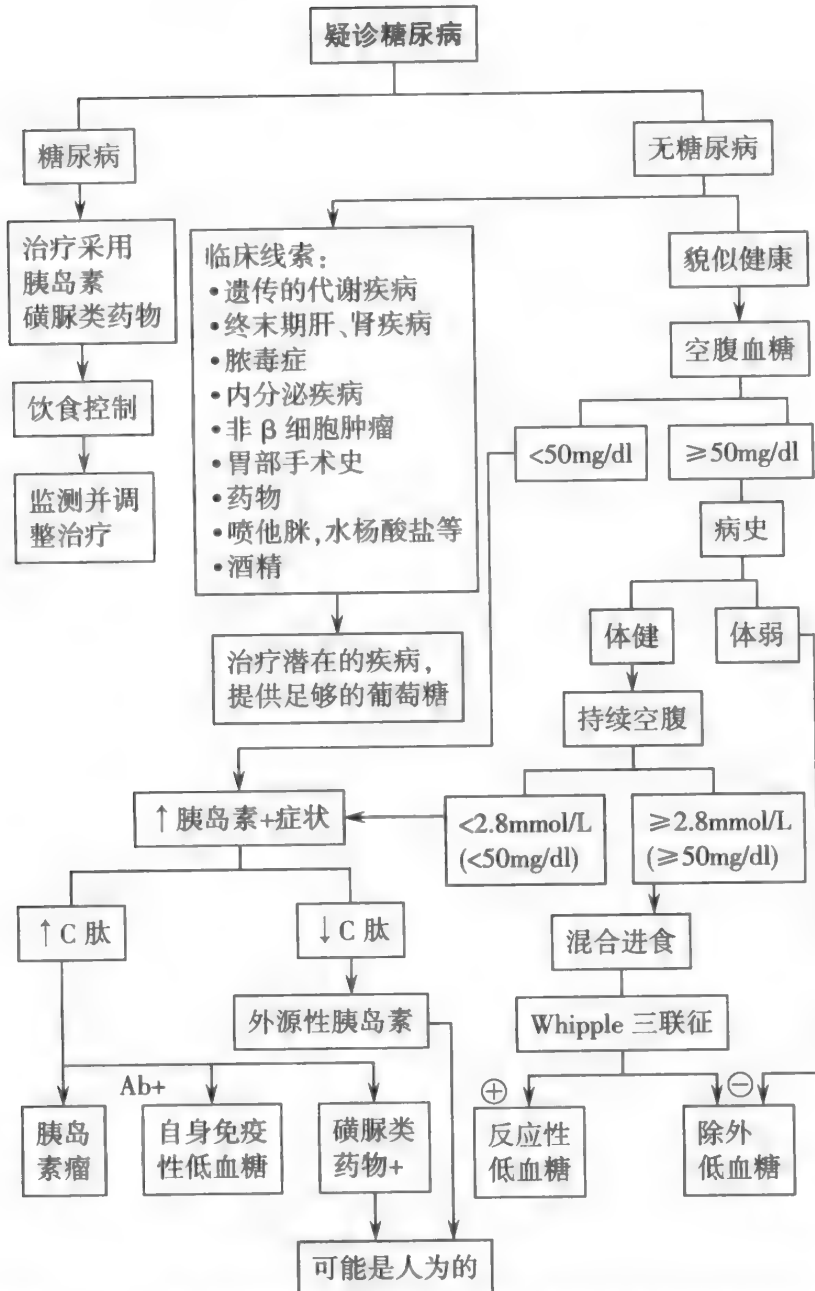 疑诊糖尿病
糖尿病
无糖尿病
治疗采用
胰岛素
磺脲类药物
临床线索：
•遗传的代谢疾病
•终末期肝、肾疾病
•脓毒症
•内分泌疾病
•非β细胞肿瘤
•胃部手术史
•药物
•喷他脒,水杨酸盐等
•酒精
貌似健康
空腹血糖
饮食控制
<50mg/dl
≥50mg/dl
监测并调
整治疗
病史
体健
体弱
治疗潜在的疾病,
提供足够的葡萄糖
持续空腹
↑胰岛素+症状
<2.8mmol/L
(<50mg/dl)
≥2.8mmol/L
(≥50mg/dl)
↑C肽
↓C肽
混合进食
外源性胰岛素
Whipple 三联征
Ab+
⊕
⊖
胰岛
素瘤
自身免疫
性低血糖
磺脲类
药物+
反应性
低血糖
除外
低血糖
可能是人为的